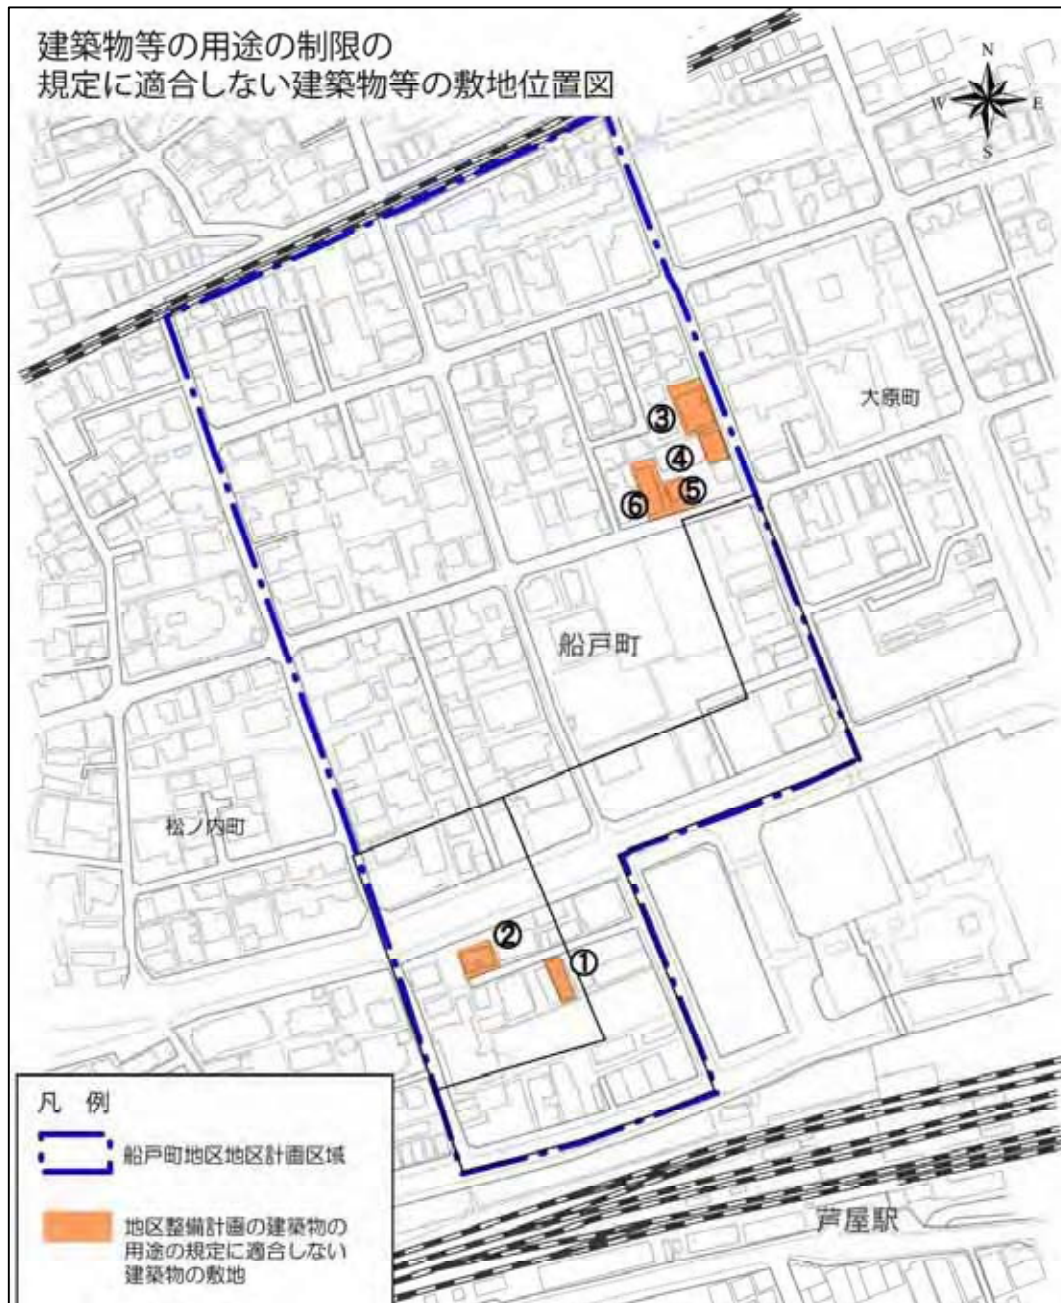 建築物等の用途の制限の
規定に適合しない建築物等の敷地位置図
N
W
E
S
大原町
③
④
⑤
⑥
船戸町
松ノ内町
②
①
凡 例
船戸町地区地区計画区域
地区整備計画の建築物の
用途の規定に適合しない
建築物の敷地
芦屋駅